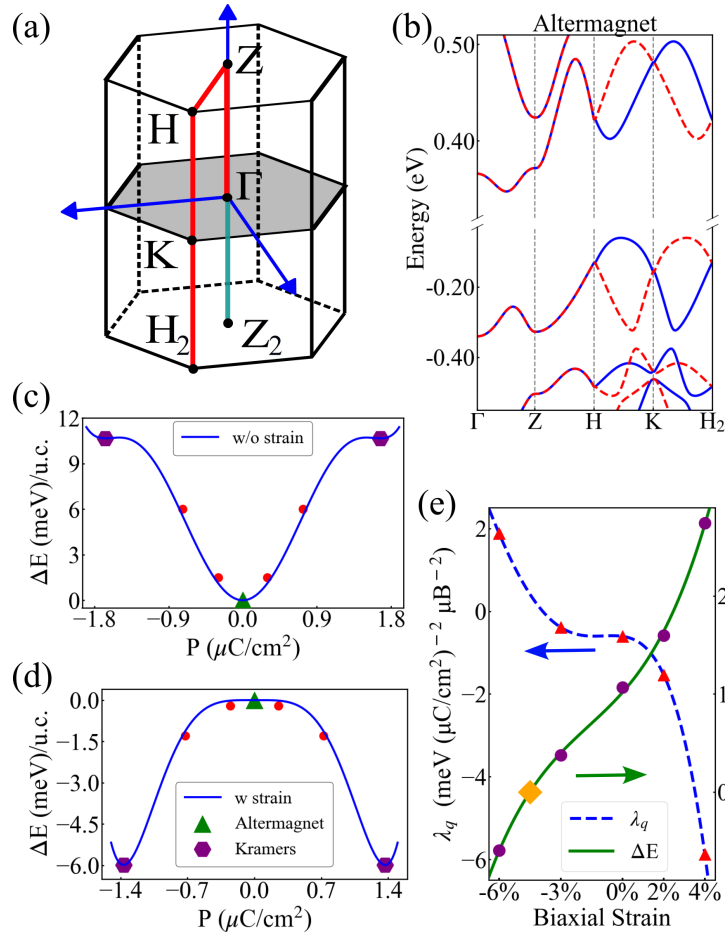 (a)
Z
H
Γ
K
H₂
Z₂
(b)
Altermagnet
Energy (eV)
0.50
0.40
-0.20
-0.40
Γ Z H K H₂
(c)
w/o strain
ΔE (meV)/u.c.
12
9
6
3
0
−1.8 −0.9 0.0 0.9 1.8
P (μC/cm²)
(d)
w strain
Altermagnet
Kramers
ΔE (meV)/u.c.
0.0
−1.5
−3.0
−4.5
−6.0
−1.4 −0.7 0.0 0.7 1.4
P (μC/cm²)
(e)
λq (meV (μC/cm²)⁻² μB⁻²
2
0
−2
−4
−6
2
1
0
λq
ΔE
-6% -3% 0% 2% 4%
Biaxial Strain